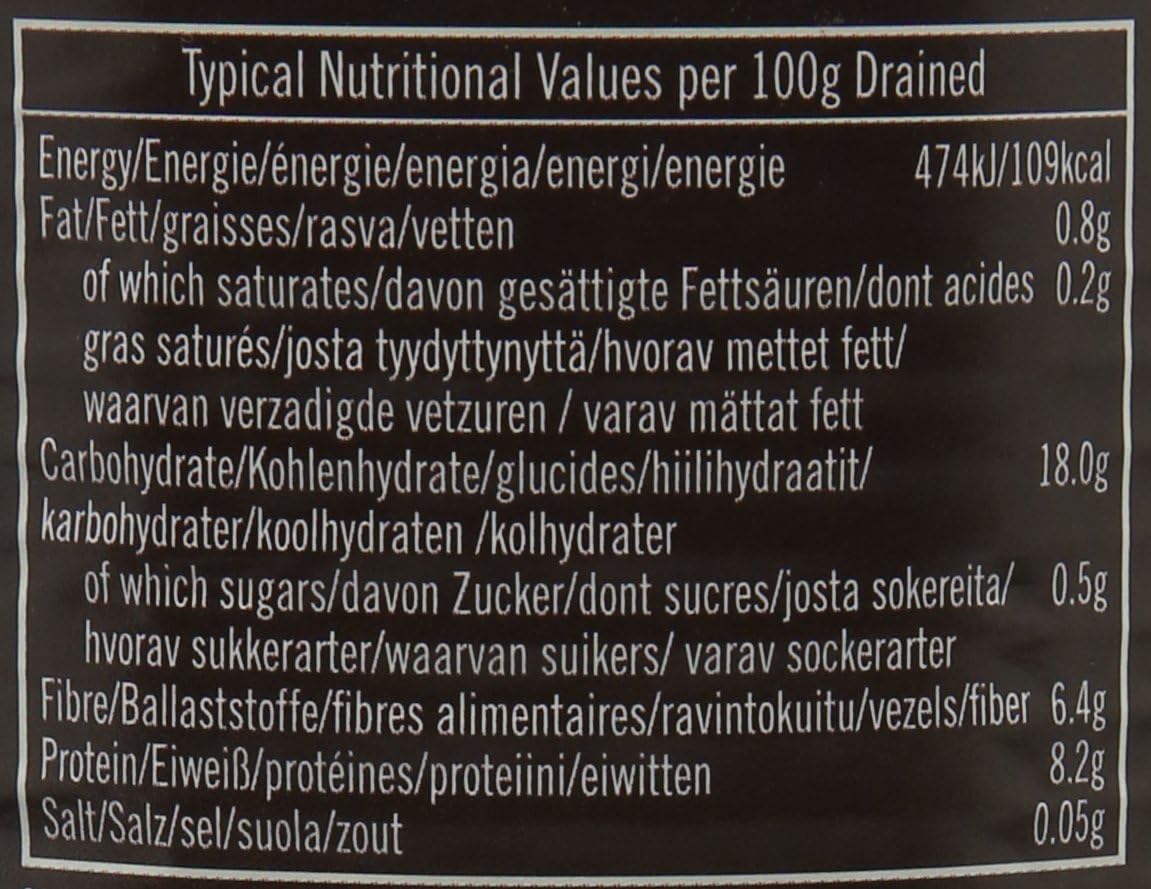 Typical Nutritional Values per 100g Drained
Energy/Energie/énergie/energia/energi/energie 474kJ/109kcal
Fat/Fett/graisses/rasva/vetten 0.8g
of which saturates/davon gesättigte Fettsäuren/dont acides 0.2g
gras saturés/josta tyydyttynyttä/hvorav mettet fett/
waarvan verzadigde vetzuren / varav mättat fett
Carbohydrate/Kohlenhydrate/glucides/hiilihydraatit/ 18.0g
karbohydrater/koolhydraten /kolhydrater
of which sugars/davon Zucker/dont sucres/josta sokereita/ 0.5g
hvorav sukkerarter/waarvan suikers/ varav sockerarter
Fibre/Ballaststoffe/fibres alimentaires/ravintokuitu/vezels/fiber 6.4g
Protein/Eiweiß/protéines/proteiini/eiwitten 8.2g
Salt/Salz/sel/suola/zout 0.05g